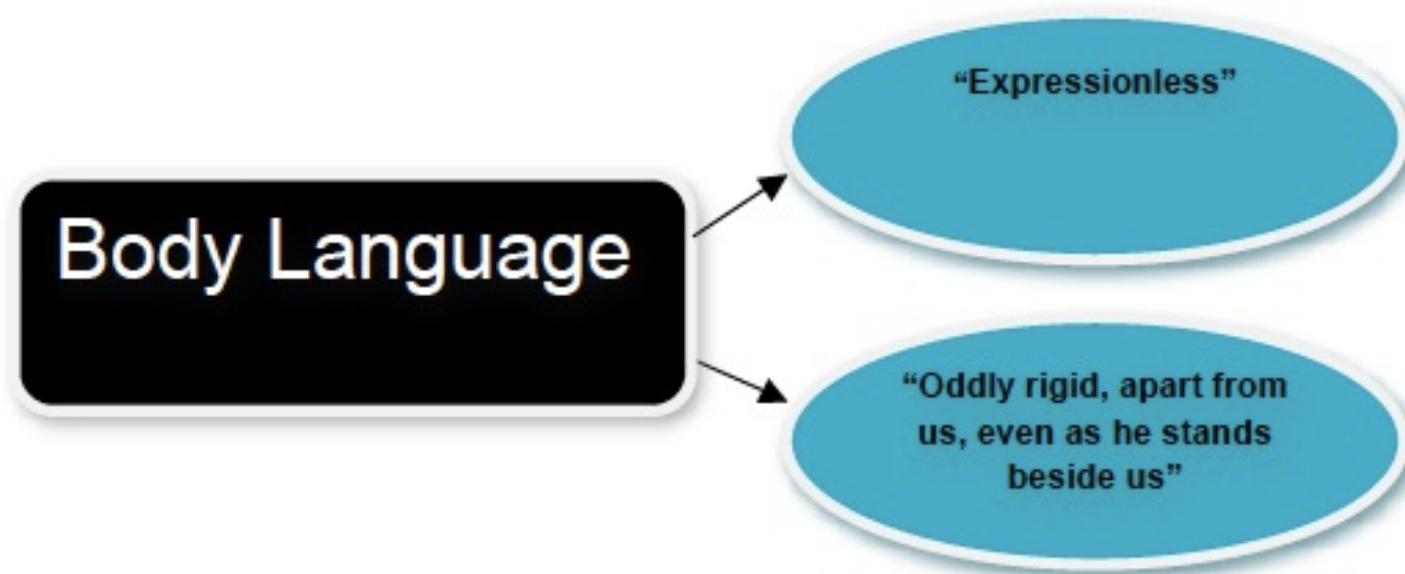 Body Language
“Expressionless”
“Oddly rigid, apart from
us, even as he stands
beside us”